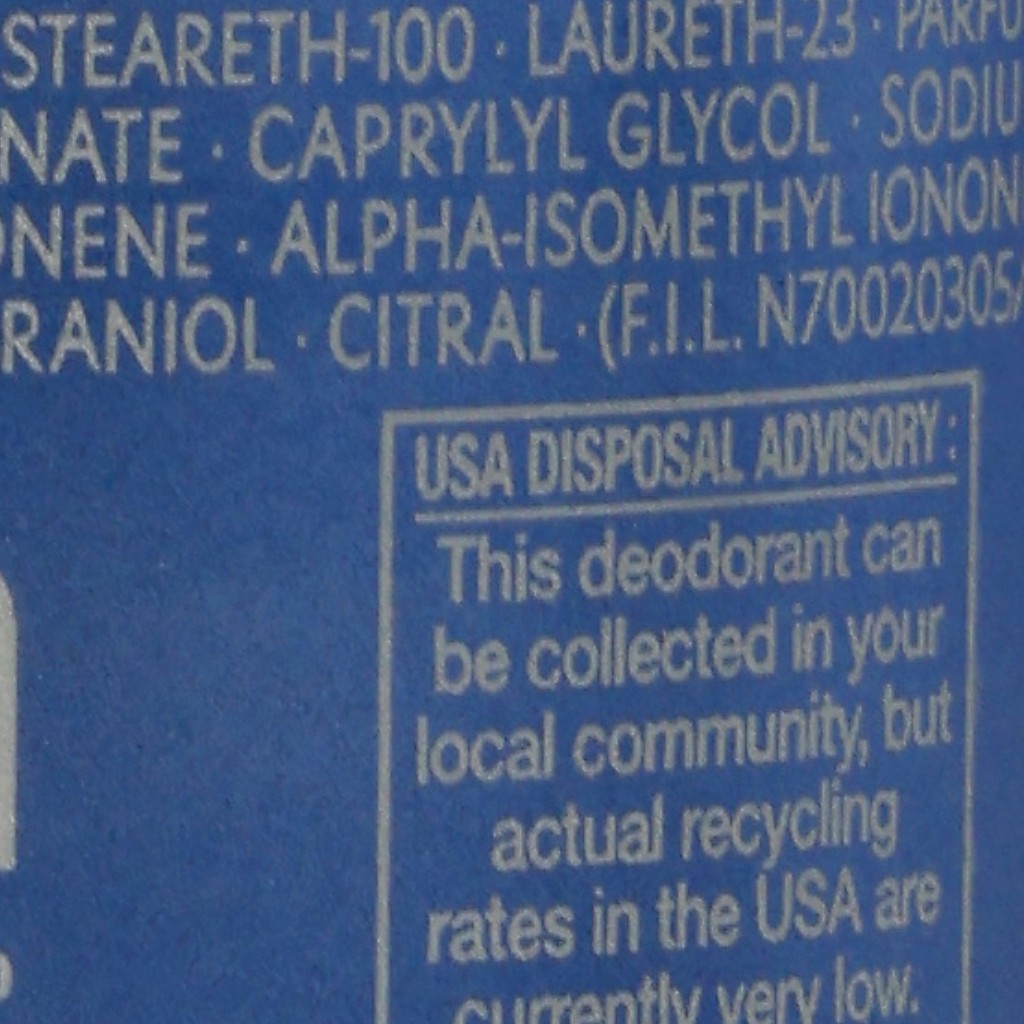 STEARETH-100 · LAURETH-23 · PARFU
NATE · CAPRYLYL GLYCOL · SODIU
ONENE · ALPHA-ISOMETHYL IONON
RANIOL · CITRAL · (F.I.L. N70020305/
USA DISPOSAL ADVISORY :
This deodorant can
be collected in your
local community, but
actual recycling
rates in the USA are
currently very low.